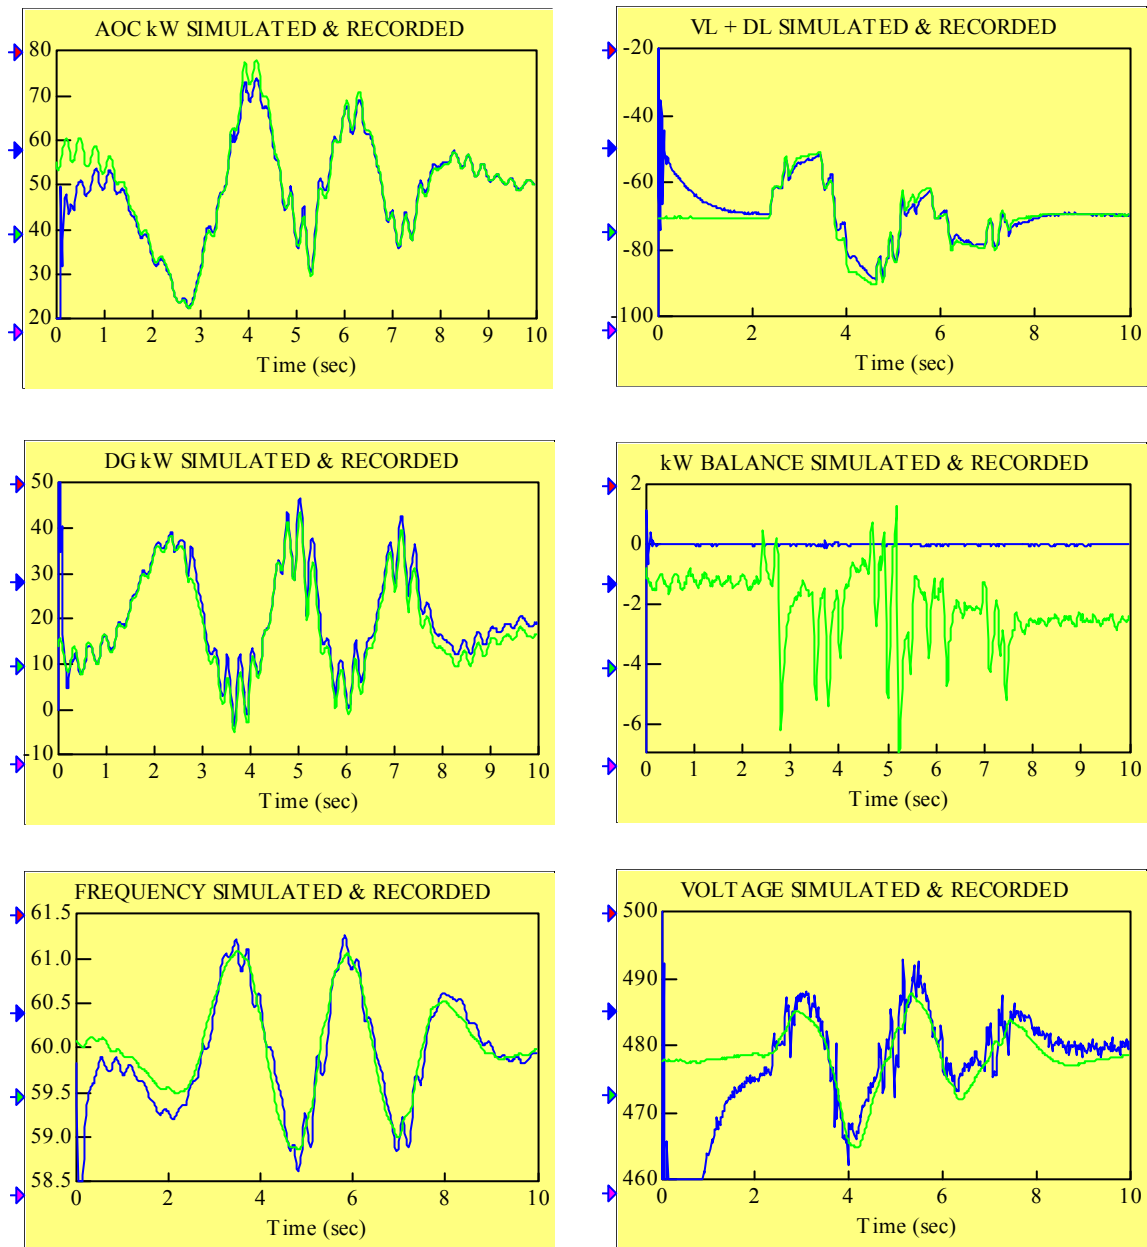 AOC kW SIMULATED & RECORDED
80
70
60
50
40
30
20
0 1 2 3 4 5 6 7 8 9 10
Time (sec)
VL + DL SIMULATED & RECORDED
-20
-40
-60
-80
-100
0 2 4 6 8 10
Time (sec)
DG kW SIMULATED & RECORDED
50
40
30
20
10
0
-10
0 1 2 3 4 5 6 7 8 9 10
Time (sec)
kW BALANCE SIMULATED & RECORDED
2
0
-2
-4
-6
0 1 2 3 4 5 6 7 8 9 10
Time (sec)
FREQUENCY SIMULATED & RECORDED
61.5
61.0
60.5
60.0
59.5
59.0
58.5
0 2 4 6 8 10
Time (sec)
VOLTAGE SIMULATED & RECORDED
500
490
480
470
460
0 2 4 6 8 10
Time (sec)